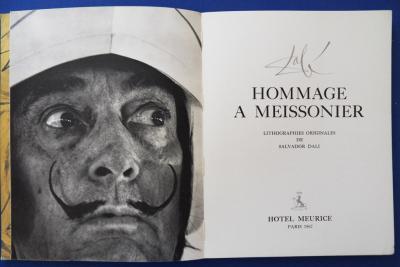 Dalí
HOMMAGE
A MEISSONIER
LITHOGRAPHIES ORIGINALES
DE
SALVADOR DALI
HOTEL MEURICE
PARIS 1967